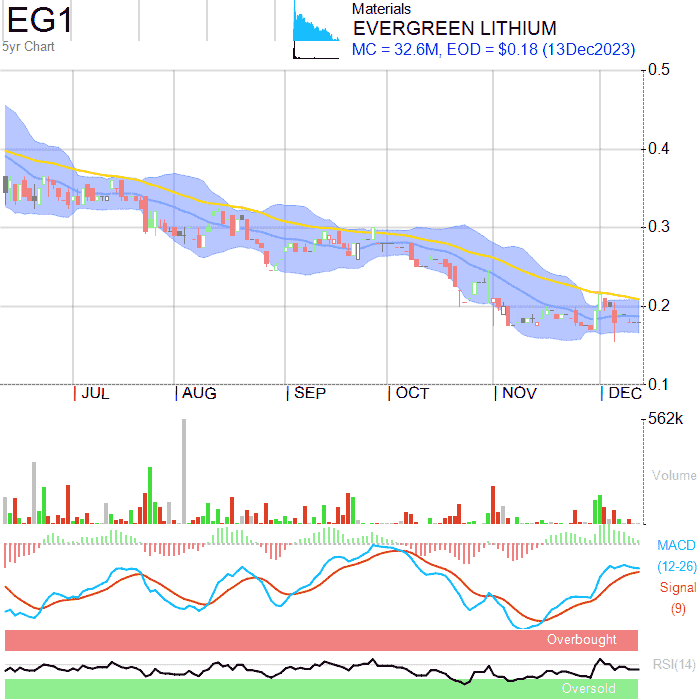 EG1
5yr Chart
Materials
EVERGREEN LITHIUM
MC = 32.6M, EOD = $0.18 (13Dec2023)
0.5
0.4
0.3
0.2
0.1
JUL AUG SEP OCT NOV DEC
562k
Volume
MACD
(12-26)
Signal
(9)
Overbought
RSI(14)
Oversold